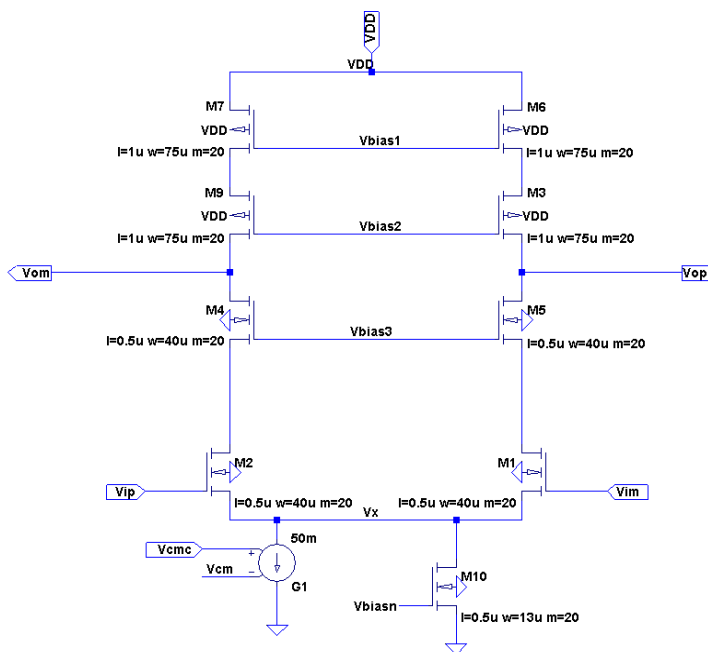 VDD
VDD
M7
M6
VDD
VDD
Vbias1
l=1u w=75u m=20
l=1u w=75u m=20
M9
M3
VDD
VDD
Vbias2
l=1u w=75u m=20
l=1u w=75u m=20
Vom
Vop
M4
M5
Vbias3
l=0.5u w=40u m=20
l=0.5u w=40u m=20
M2
M1
Vip
Vim
l=0.5u w=40u m=20
l=0.5u w=40u m=20
Vx
50m
Vcmc
+
Vcm
-
G1
M10
Vbiasn
l=0.5u w=13u m=20